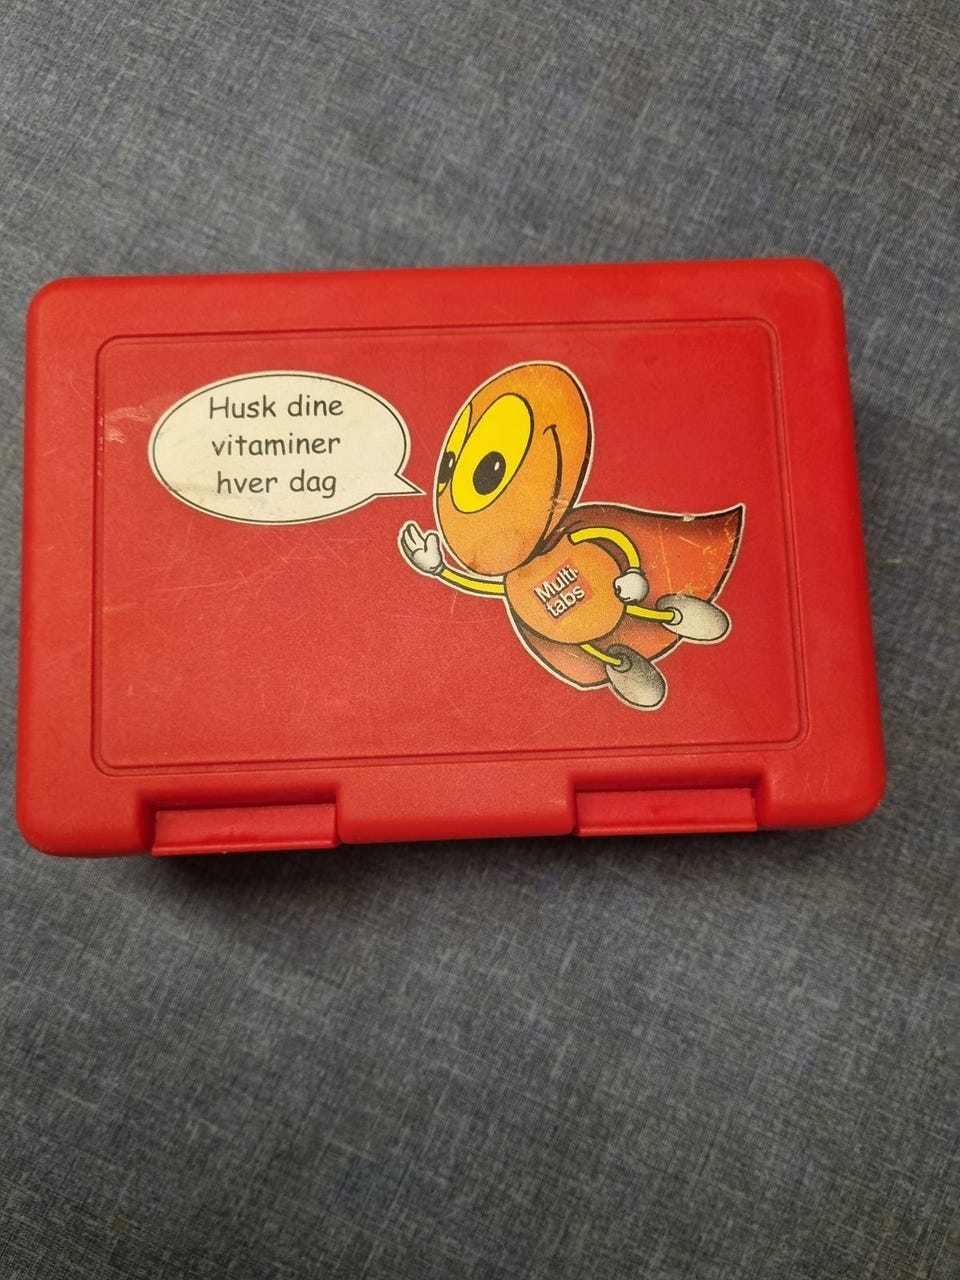 Husk dine
vitaminer
hver dag
Multi-
tabs